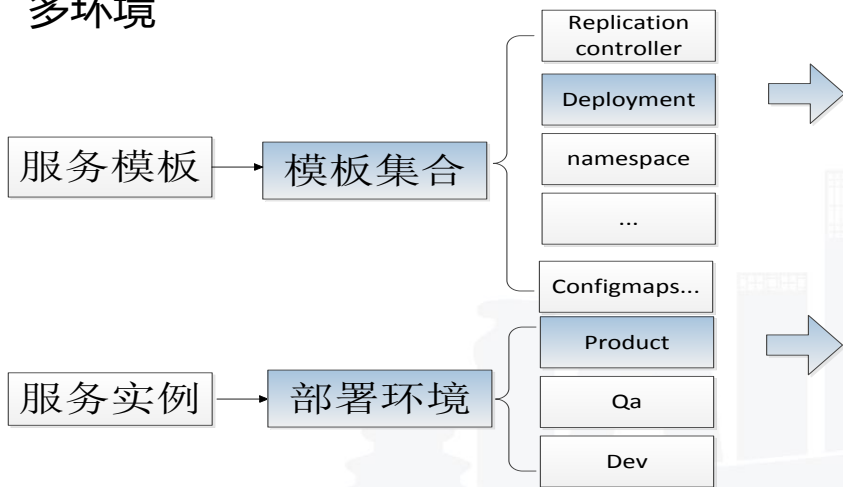 多环境
Replication
controller
Deployment
服务模板
模板集合
namespace
...
Configmaps...
Product
服务实例
部署环境
Qa
Dev